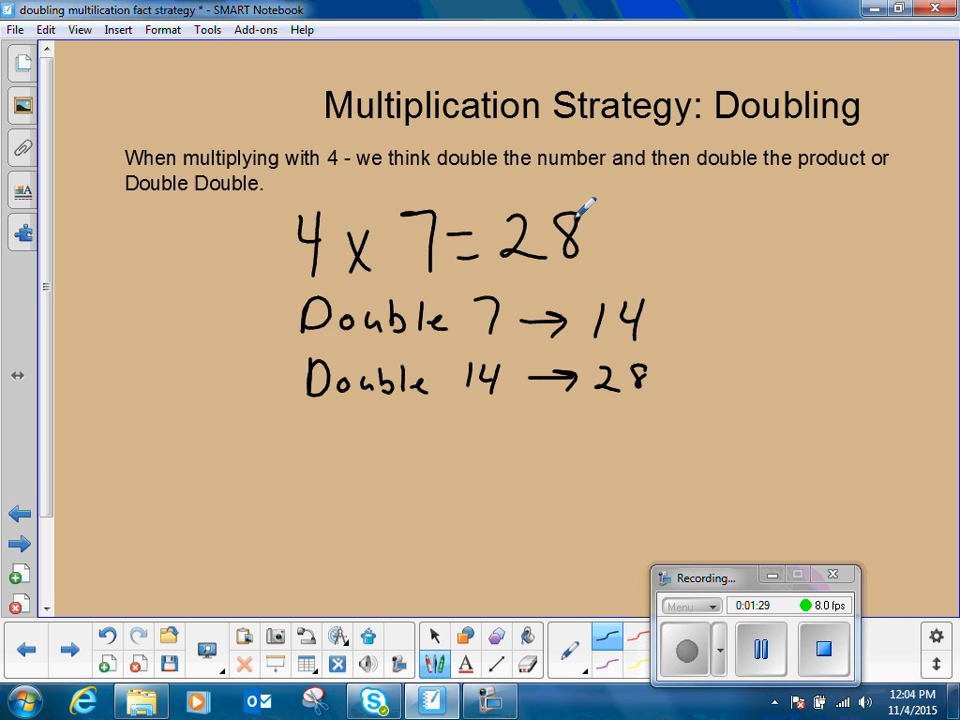 doubling multilication fact strategy * - SMART Notebook
File Edit View Insert Format Tools Add-ons Help
Multiplication Strategy: Doubling
When multiplying with 4 - we think double the number and then double the product or
Double Double.
4 x 7 = 28
Double 7 → 14
Double 14 → 28
Recording...
Menu
0:01:29
8.0 fps
12:04 PM
11/4/2015